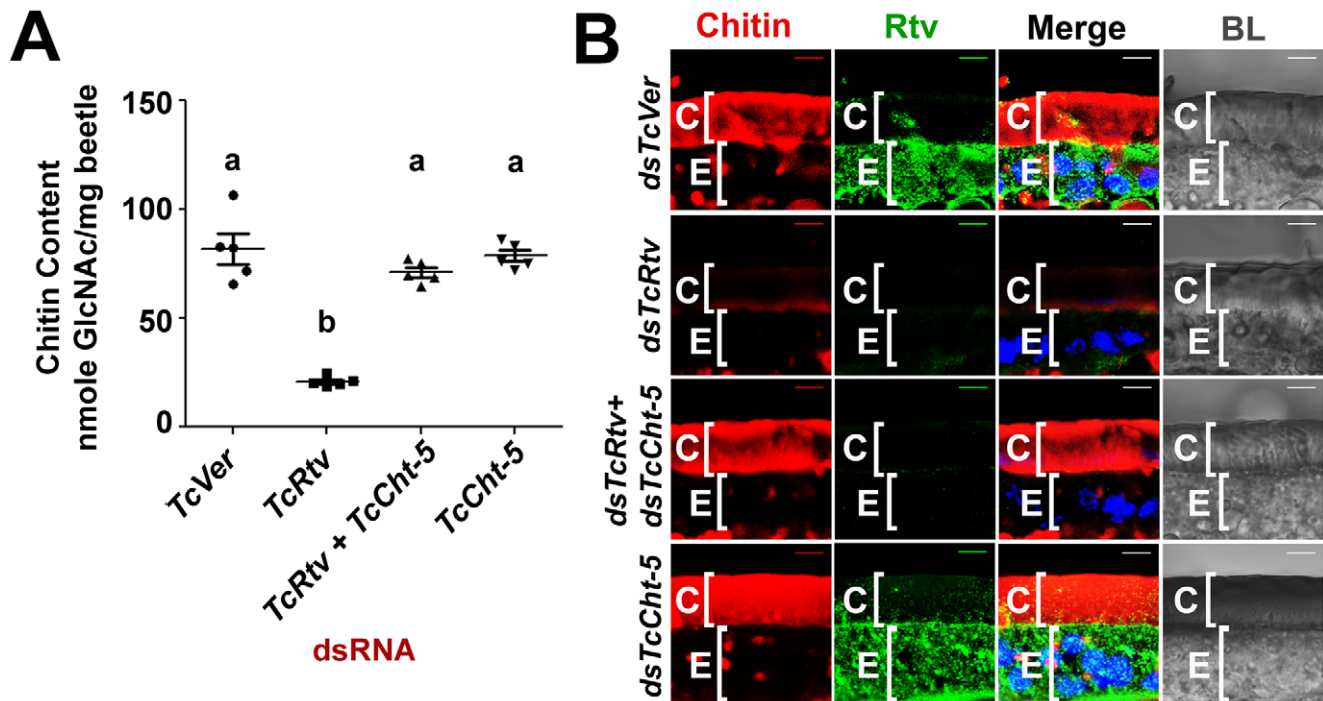 A
Chitin Content
nmole GlcNAc/mg beetle
150
100
50
0
a
b
a
a
TcVer
TcRtv
TcRtv + TcCht-5
TcCht-5
dsRNA
B
Chitin Rtv Merge BL
dsTcVer
C C C C
E E E E
dsTcRtv
C C C C
E E E E
dsTcRtv+
dsTcCht-5
C C C C
E E E E
dsTcCht-5
C C C C
E E E E